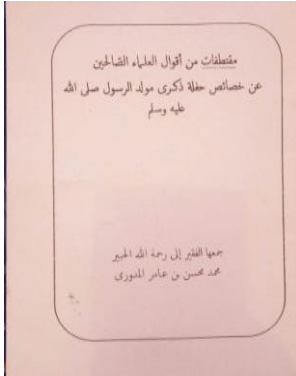 مقتطفات من أقوال العلماء الصالحين
عن خصائص حفلة ذكرى مولد الرسول صلى الله
عليه وسلم
جمعها الفقير إلى رحمة الله الخبير
محمد محسن بن عامر المدورى